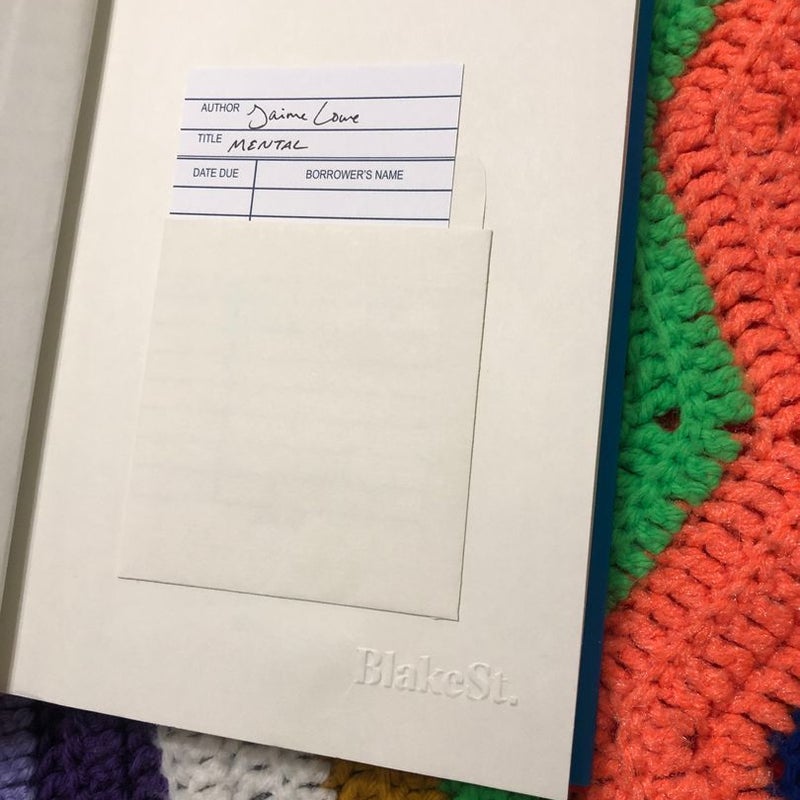 AUTHOR Jaime Lowe
TITLE MENTAL
DATE DUE BORROWER'S NAME
BlakeSt.